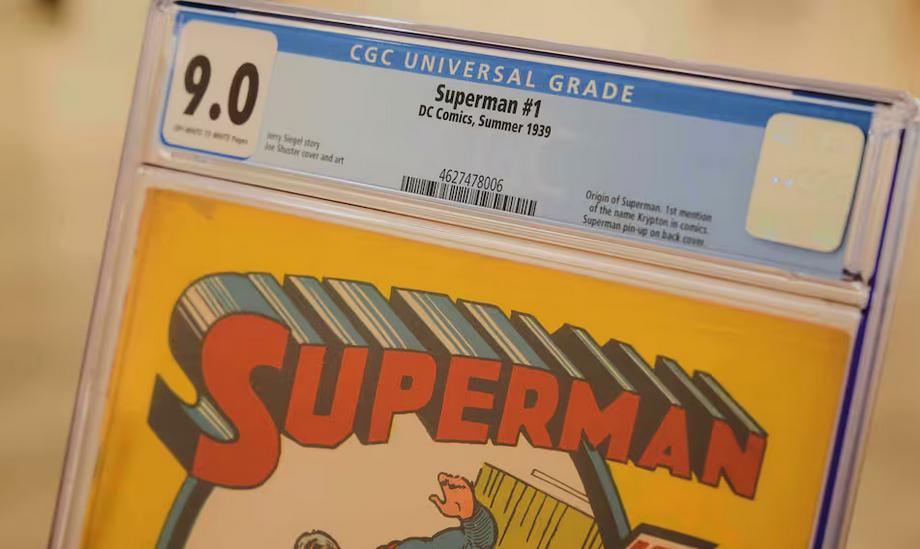 CGC UNIVERSAL GRADE
9.0
OFF-WHITE TO WHITE Pages
Superman #1
DC Comics, Summer 1939
Jerry Siegel story
Joe Shuster cover and art
4627478006
Origin of Superman. 1st mention
of the name Krypton in comics.
Superman pin-up on back cover.
SUPERMAN